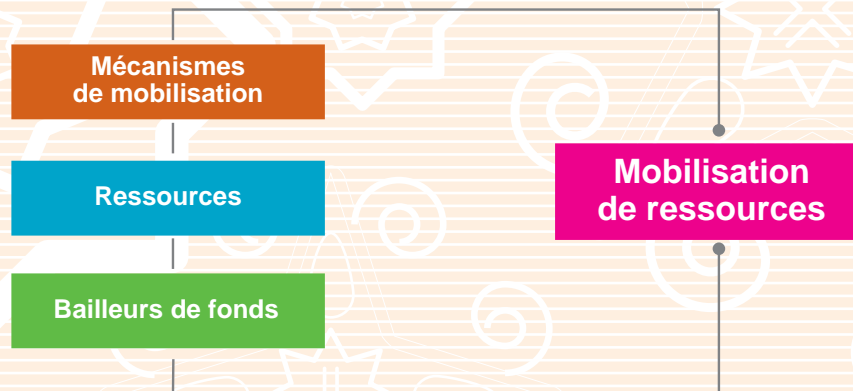 Mécanismes
de mobilisation
Ressources
Bailleurs de fonds
Mobilisation
de ressources